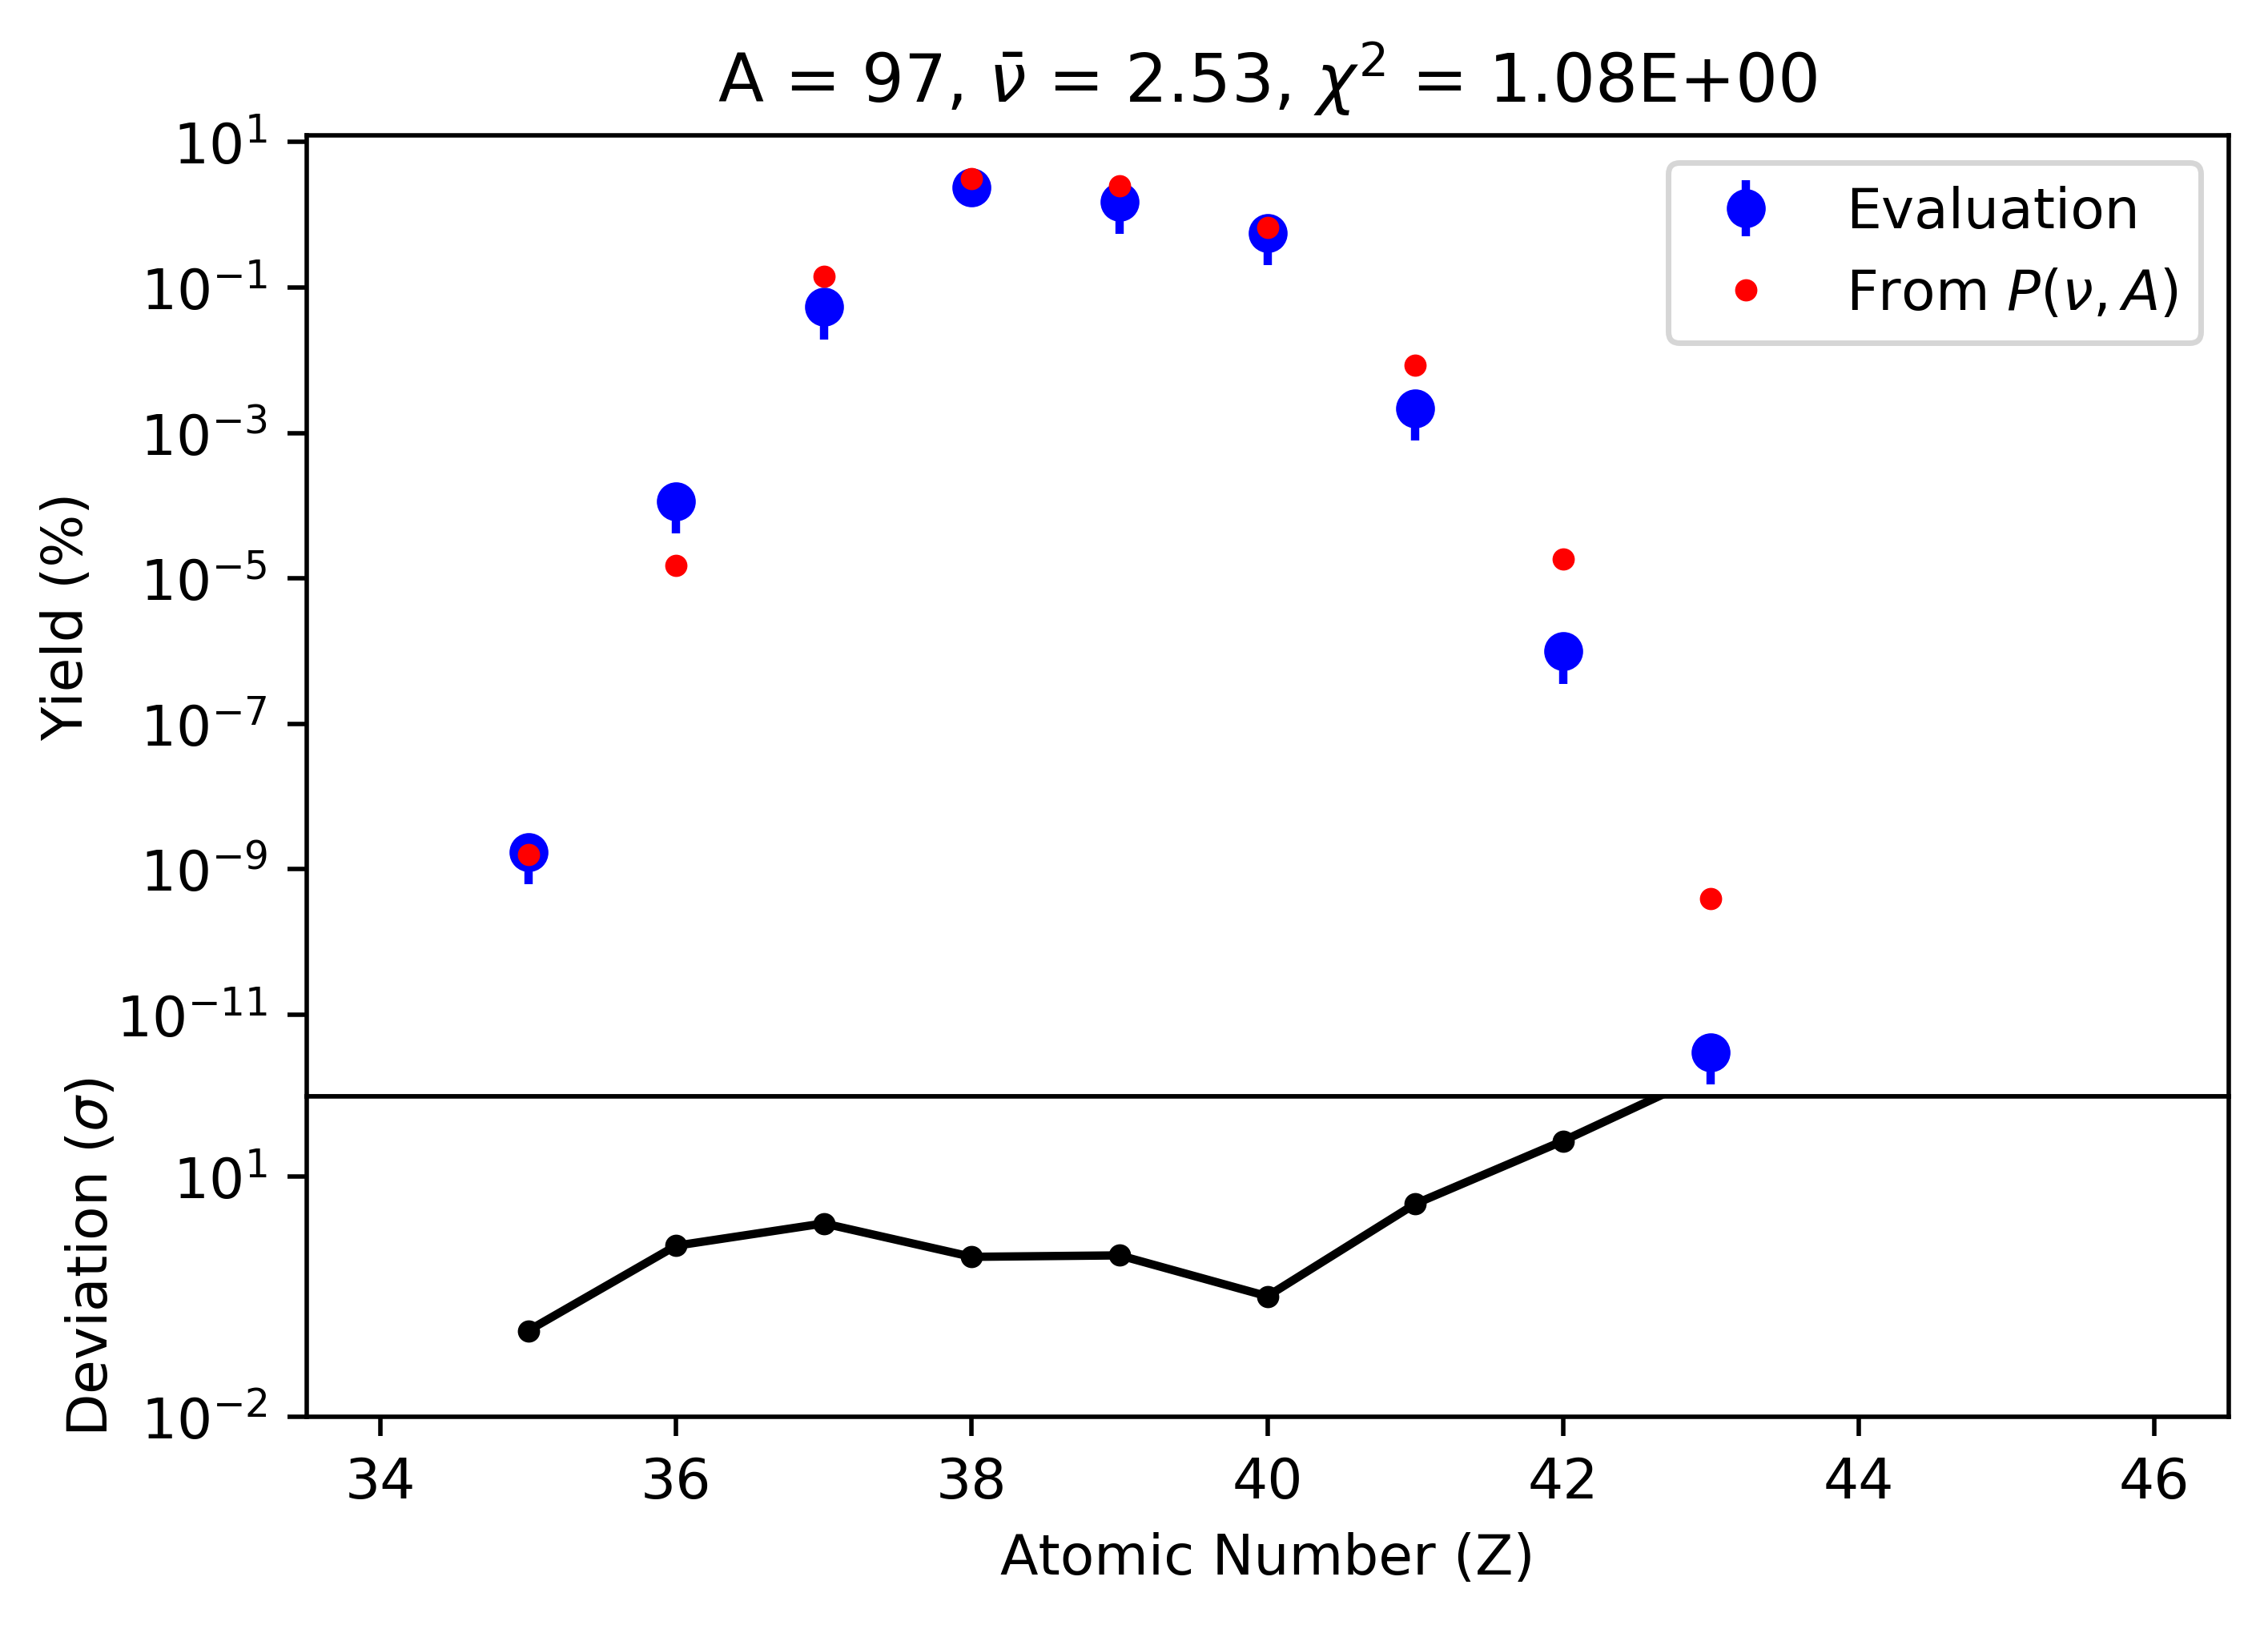 A = 97, ν̄ = 2.53, χ² = 1.08E+00
Evaluation
From P(ν, A)
Yield (%)
10¹
10⁻¹
10⁻³
10⁻⁵
10⁻⁷
10⁻⁹
10⁻¹¹
Deviation (σ)
10¹
10⁻²
34 36 38 40 42 44 46
Atomic Number (Z)